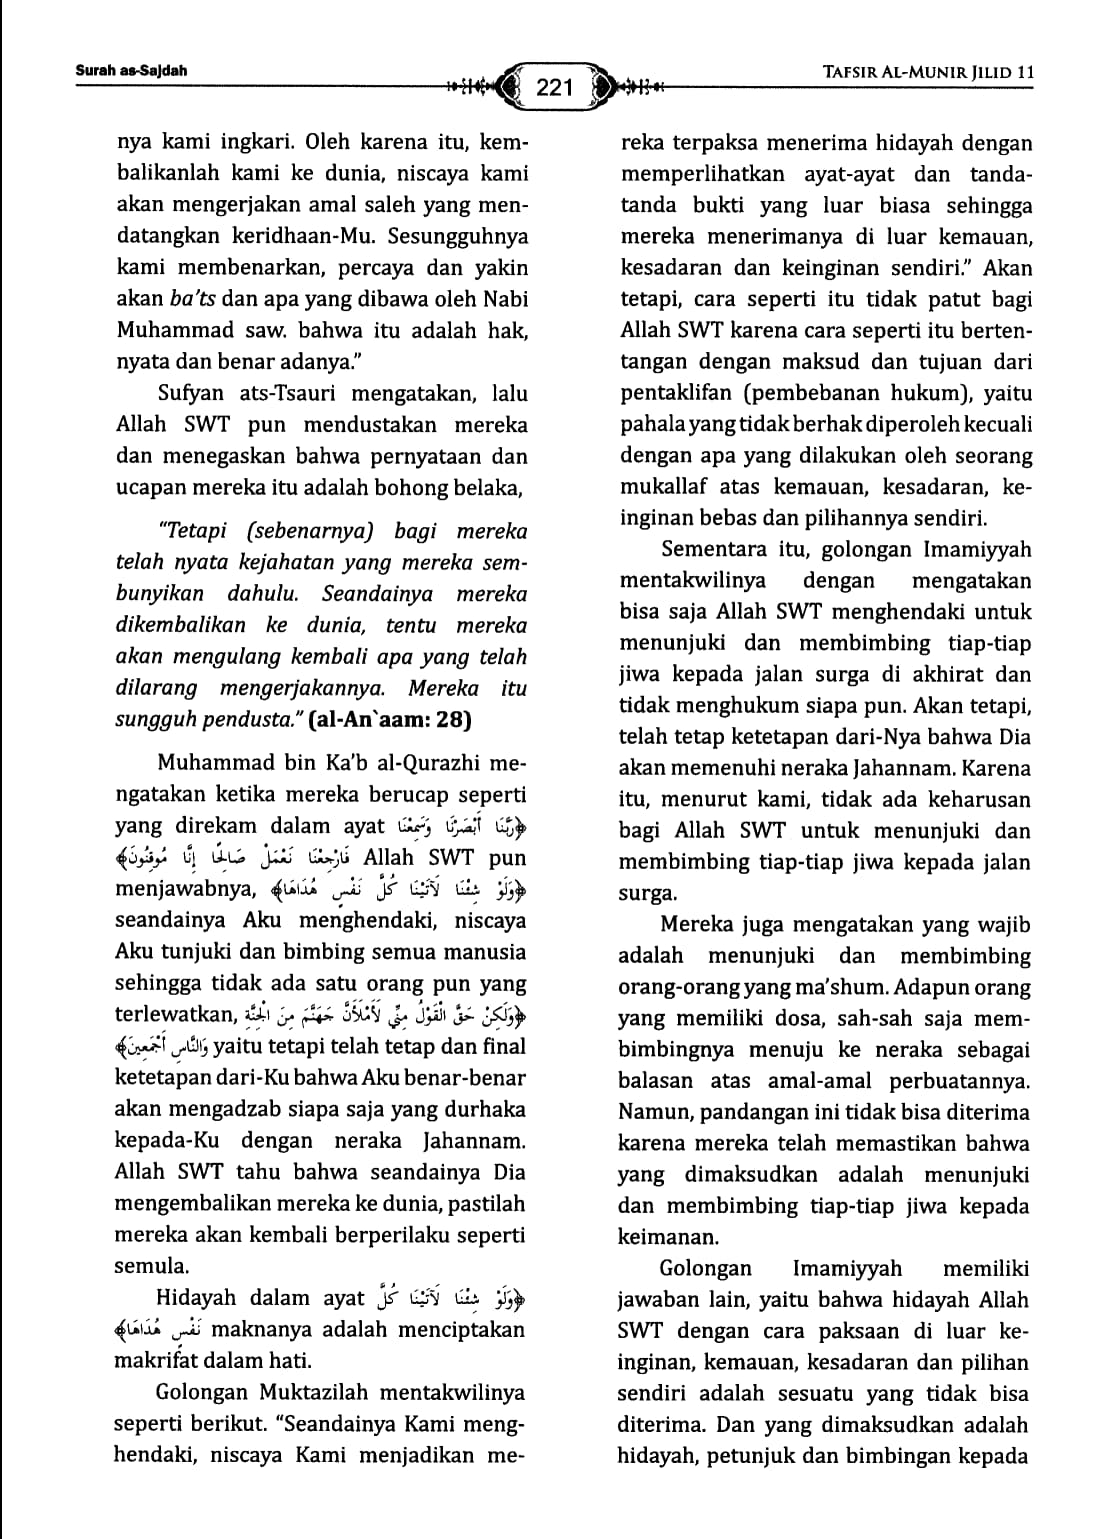 Surah as-Sajdah
221
TAFSIR AL-MUNIR JILID 11
nya kami ingkari. Oleh karena itu, kem-
balikanlah kami ke dunia, niscaya kami
akan mengerjakan amal saleh yang men-
datangkan keridhaan-Mu. Sesungguhnya
kami membenarkan, percaya dan yakin
akan ba’ts dan apa yang dibawa oleh Nabi
Muhammad saw. bahwa itu adalah hak,
nyata dan benar adanya.”
Sufyan ats-Tsauri mengatakan, lalu
Allah SWT pun mendustakan mereka
dan menegaskan bahwa pernyataan dan
ucapan mereka itu adalah bohong belaka,
“Tetapi (sebenarnya) bagi mereka
telah nyata kejahatan yang mereka sem-
bunyikan dahulu. Seandainya mereka
dikembalikan ke dunia, tentu mereka
akan mengulang kembali apa yang telah
dilarang mengerjakannya. Mereka itu
sungguh pendusta.” (al-An`aam: 28)
Muhammad bin Ka’b al-Qurazhi me-
ngatakan ketika mereka berucap seperti
yang direkam dalam ayat ﴿رَبَّنَا أَبْصَرْنَا وَسَمِعْنَا
فَارْجِعْنَا نَعْمَلْ صَالِحًا إِنَّا مُوقِنُونَ﴾ Allah SWT pun
menjawabnya, ﴿وَلَوْ شِئْنَا لَآتَيْنَا كُلَّ نَفْسٍ هُدَاهَا﴾
seandainya Aku menghendaki, niscaya
Aku tunjuki dan bimbing semua manusia
sehingga tidak ada satu orang pun yang
terlewatkan, ﴿وَلَكِنْ حَقَّ الْقَوْلُ مِنِّي لَأَمْلَأَنَّ جَهَنَّمَ مِنَ الْجِنَّةِ
وَالنَّاسِ أَجْمَعِينَ﴾ yaitu tetapi telah tetap dan final
ketetapan dari-Ku bahwa Aku benar-benar
akan mengadzab siapa saja yang durhaka
kepada-Ku dengan neraka Jahannam.
Allah SWT tahu bahwa seandainya Dia
mengembalikan mereka ke dunia, pastilah
mereka akan kembali berperilaku seperti
semula.
Hidayah dalam ayat ﴿وَلَوْ شِئْنَا لَآتَيْنَا كُلَّ
نَفْسٍ هُدَاهَا﴾ maknanya adalah menciptakan
makrifat dalam hati.
Golongan Muktazilah mentakwilinya
seperti berikut. “Seandainya Kami meng-
hendaki, niscaya Kami menjadikan me-
reka terpaksa menerima hidayah dengan
memperlihatkan ayat-ayat dan tanda-
tanda bukti yang luar biasa sehingga
mereka menerimanya di luar kemauan,
kesadaran dan keinginan sendiri.” Akan
tetapi, cara seperti itu tidak patut bagi
Allah SWT karena cara seperti itu berten-
tangan dengan maksud dan tujuan dari
pentaklifan (pembebanan hukum), yaitu
pahala yang tidak berhak diperoleh kecuali
dengan apa yang dilakukan oleh seorang
mukallaf atas kemauan, kesadaran, ke-
inginan bebas dan pilihannya sendiri.
Sementara itu, golongan Imamiyyah
mentakwilinya dengan mengatakan
bisa saja Allah SWT menghendaki untuk
menunjuki dan membimbing tiap-tiap
jiwa kepada jalan surga di akhirat dan
tidak menghukum siapa pun. Akan tetapi,
telah tetap ketetapan dari-Nya bahwa Dia
akan memenuhi neraka Jahannam. Karena
itu, menurut kami, tidak ada keharusan
bagi Allah SWT untuk menunjuki dan
membimbing tiap-tiap jiwa kepada jalan
surga.
Mereka juga mengatakan yang wajib
adalah menunjuki dan membimbing
orang-orang yang ma’shum. Adapun orang
yang memiliki dosa, sah-sah saja mem-
bimbingnya menuju ke neraka sebagai
balasan atas amal-amal perbuatannya.
Namun, pandangan ini tidak bisa diterima
karena mereka telah memastikan bahwa
yang dimaksudkan adalah menunjuki
dan membimbing tiap-tiap jiwa kepada
keimanan.
Golongan Imamiyyah memiliki
jawaban lain, yaitu bahwa hidayah Allah
SWT dengan cara paksaan di luar ke-
inginan, kemauan, kesadaran dan pilihan
sendiri adalah sesuatu yang tidak bisa
diterima. Dan yang dimaksudkan adalah
hidayah, petunjuk dan bimbingan kepada